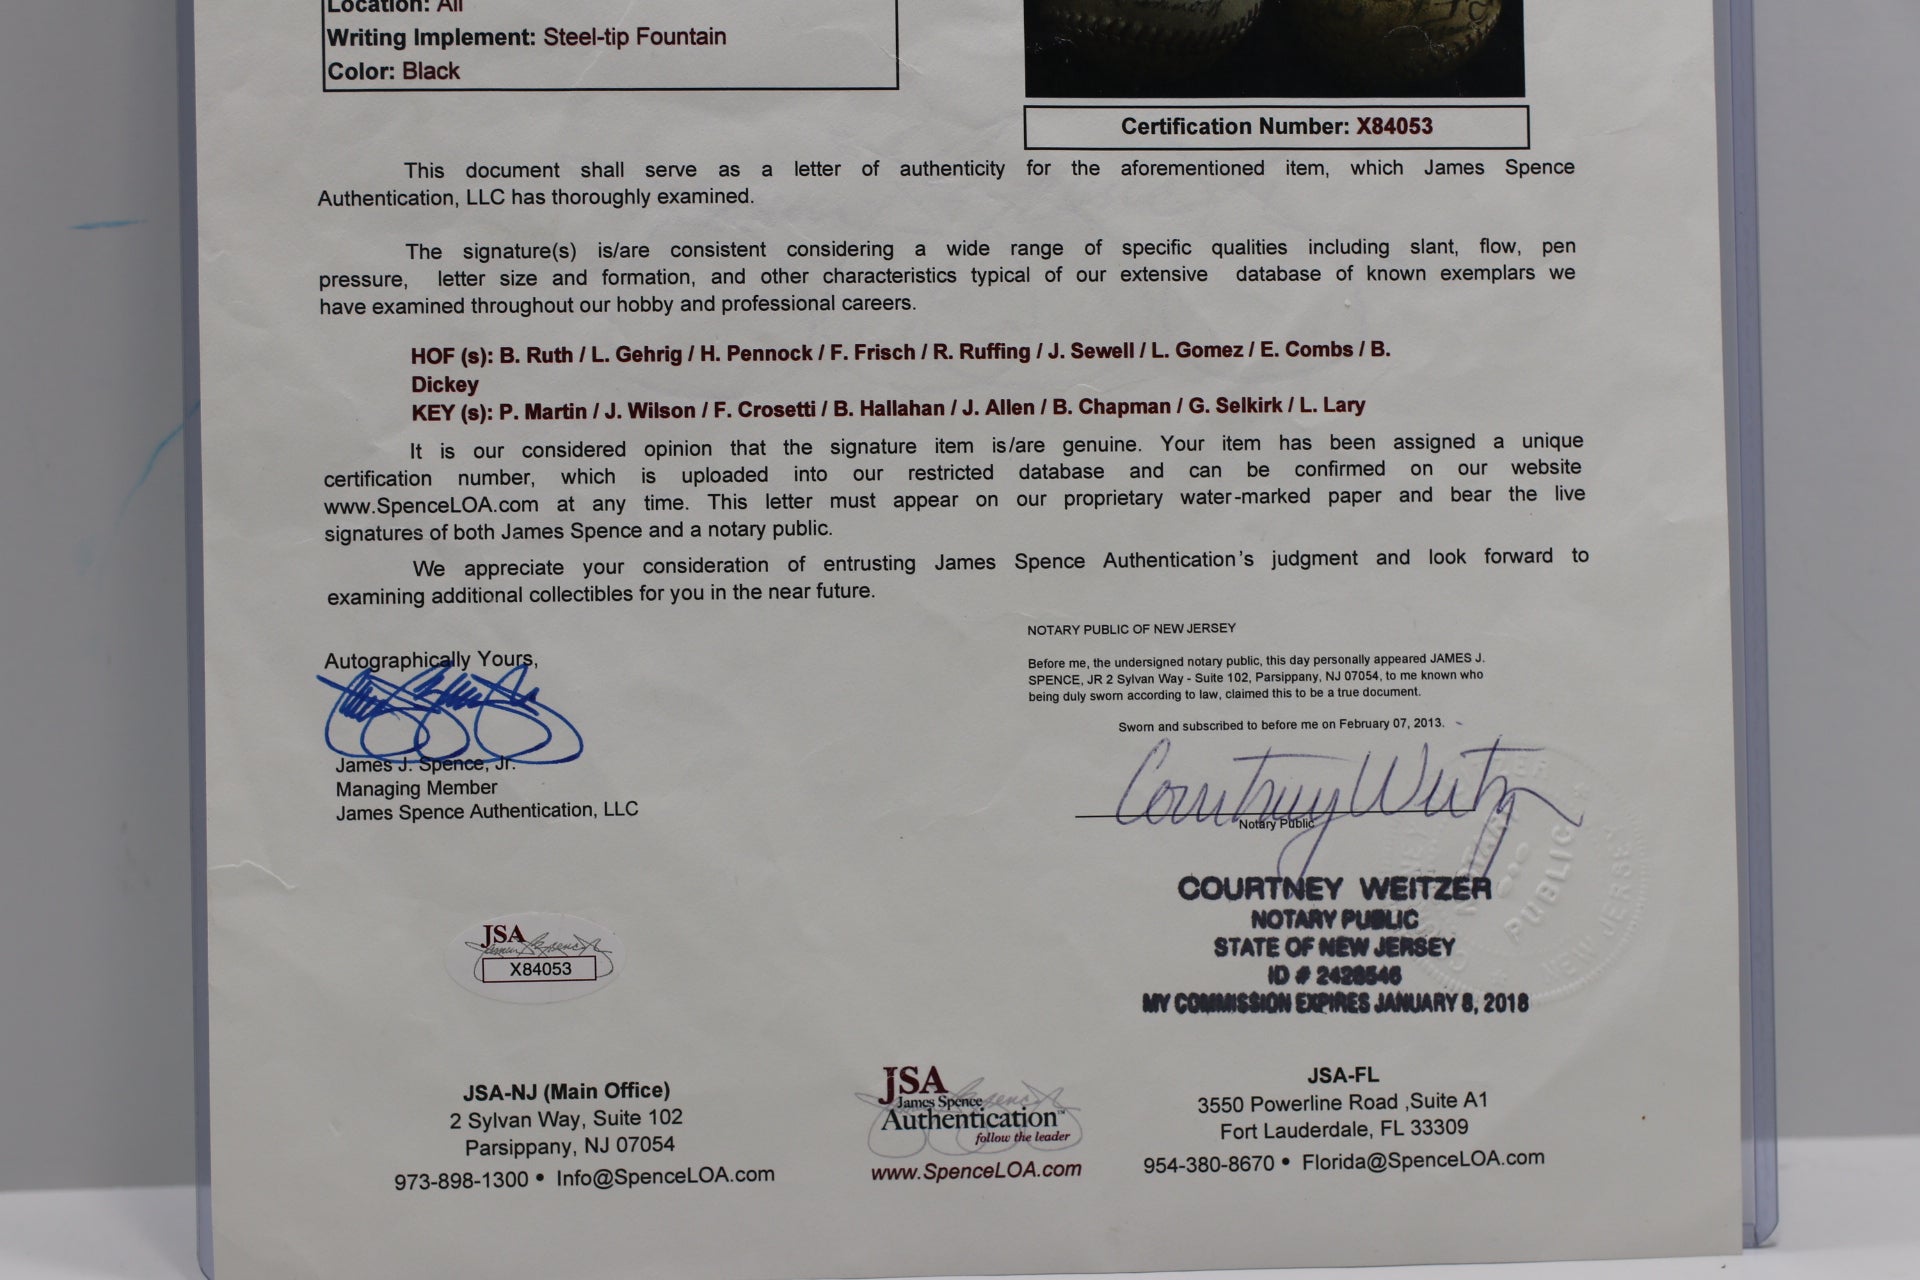 Location: All
Writing Implement: Steel-tip Fountain
Color: Black
Certification Number: X84053
This document shall serve as a letter of authenticity for the aforementioned item, which James Spence
Authentication, LLC has thoroughly examined.
The signature(s) is/are consistent considering a wide range of specific qualities including slant, flow, pen
pressure, letter size and formation, and other characteristics typical of our extensive database of known exemplars we
have examined throughout our hobby and professional careers.
HOF (s): B. Ruth / L. Gehrig / H. Pennock / F. Frisch / R. Ruffing / J. Sewell / L. Gomez / E. Combs / B.
Dickey
KEY (s): P. Martin / J. Wilson / F. Crosetti / B. Hallahan / J. Allen / B. Chapman / G. Selkirk / L. Lary
It is our considered opinion that the signature item is/are genuine. Your item has been assigned a unique
certification number, which is uploaded into our restricted database and can be confirmed on our website
www.SpenceLOA.com at any time. This letter must appear on our proprietary water-marked paper and bear the live
signatures of both James Spence and a notary public.
We appreciate your consideration of entrusting James Spence Authentication's judgment and look forward to
examining additional collectibles for you in the near future.
Autographically Yours,
James J. Spence, Jr.
Managing Member
James Spence Authentication, LLC
NOTARY PUBLIC OF NEW JERSEY
Before me, the undersigned notary public, this day personally appeared JAMES J.
SPENCE, JR 2 Sylvan Way - Suite 102, Parsippany, NJ 07054, to me known who
being duly sworn according to law, claimed this to be a true document.
Sworn and subscribed to before me on February 07, 2013.
Courtney Weitzer
Notary Public
COURTNEY WEITZER
NOTARY PUBLIC
STATE OF NEW JERSEY
ID # 2428546
MY COMMISSION EXPIRES JANUARY 8, 2018
NOTARY PUBLIC
NEW JERSEY
JSA
X84053
JSA-NJ (Main Office)
2 Sylvan Way, Suite 102
Parsippany, NJ 07054
973-898-1300 • Info@SpenceLOA.com
JSA
James Spence
Authentication™
follow the leader
www.SpenceLOA.com
JSA-FL
3550 Powerline Road ,Suite A1
Fort Lauderdale, FL 33309
954-380-8670 • Florida@SpenceLOA.com